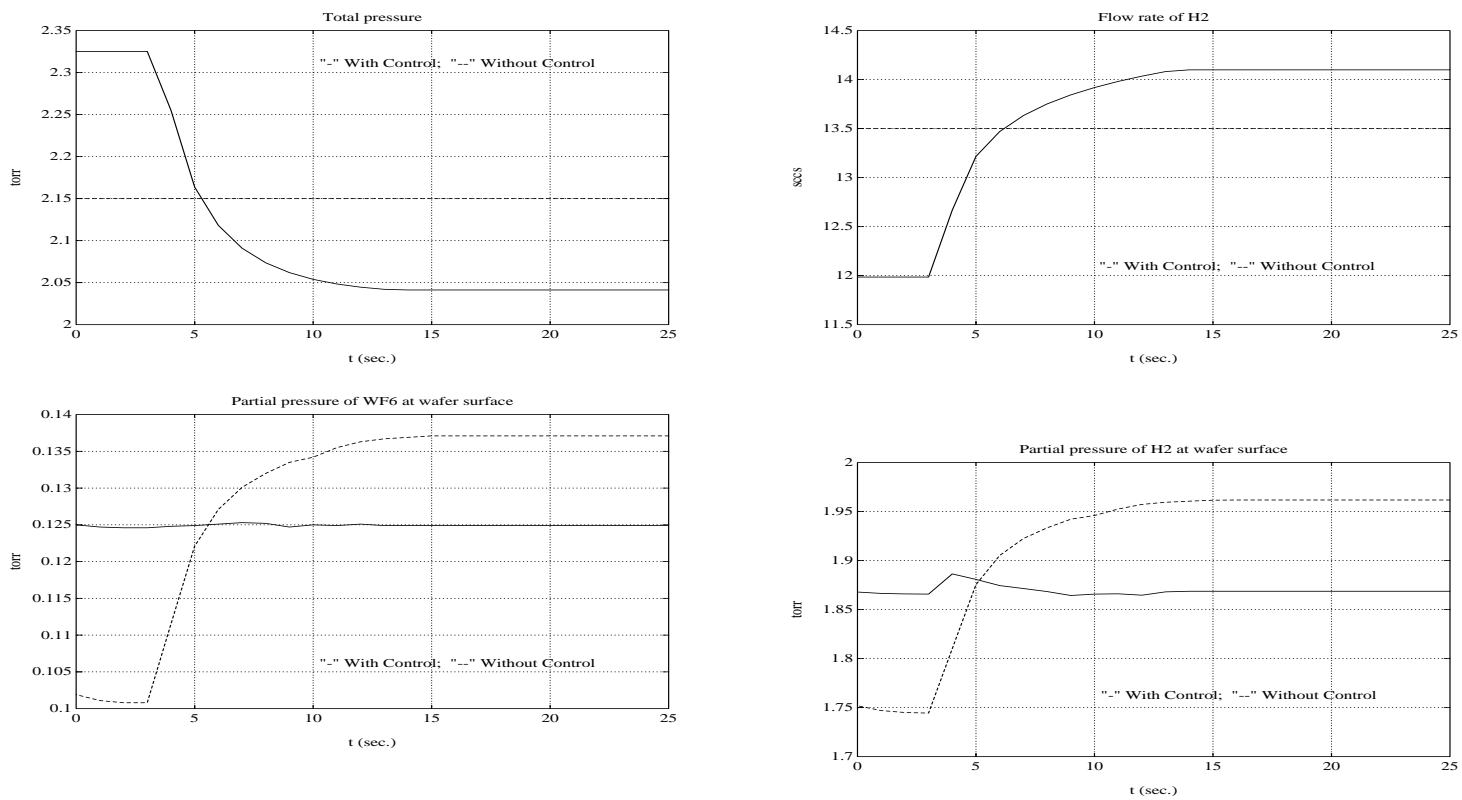 Total pressure
2.35
2.3
2.25
2.2
2.15
2.1
2.05
2
torr
"-" With Control; "--" Without Control
0 5 10 15 20 25
t (sec.)
Flow rate of H2
14.5
14
13.5
13
12.5
12
11.5
sccs
"-" With Control; "--" Without Control
0 5 10 15 20 25
t (sec.)
Partial pressure of WF6 at wafer surface
0.14
0.135
0.13
0.125
0.12
0.115
0.11
0.105
0.1
torr
"-" With Control; "--" Without Control
0 5 10 15 20 25
t (sec.)
Partial pressure of H2 at wafer surface
2
1.95
1.9
1.85
1.8
1.75
1.7
torr
"-" With Control; "--" Without Control
0 5 10 15 20 25
t (sec.)